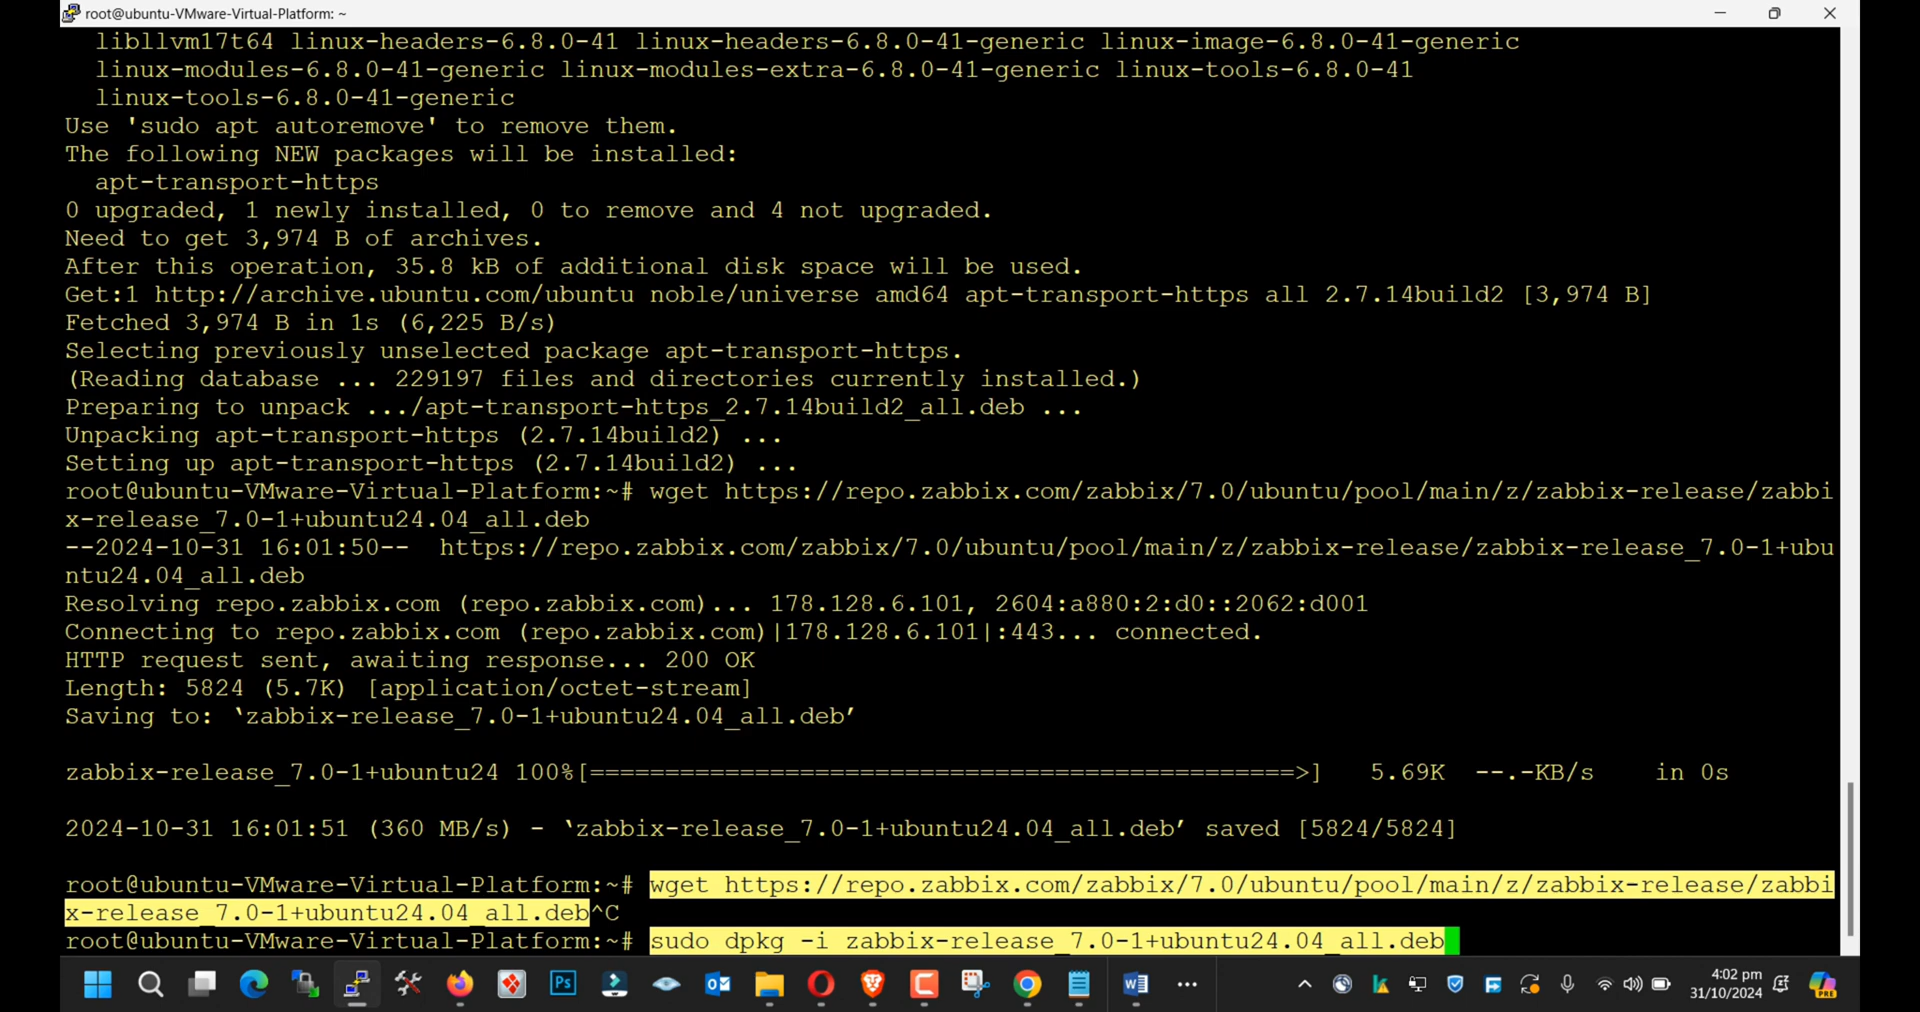 root@ubuntu-VMware-Virtual-Platform: ~
libllvm17t64 linux-headers-6.8.0-41 linux-headers-6.8.0-41-generic linux-image-6.8.0-41-generic
linux-modules-6.8.0-41-generic linux-modules-extra-6.8.0-41-generic linux-tools-6.8.0-41
linux-tools-6.8.0-41-generic
Use 'sudo apt autoremove' to remove them.
The following NEW packages will be installed:
apt-transport-https
0 upgraded, 1 newly installed, 0 to remove and 4 not upgraded.
Need to get 3,974 B of archives.
After this operation, 35.8 kB of additional disk space will be used.
Get:1 http://archive.ubuntu.com/ubuntu noble/universe amd64 apt-transport-https all 2.7.14build2 [3,974 B]
Fetched 3,974 B in 1s (6,225 B/s)
Selecting previously unselected package apt-transport-https.
(Reading database ... 229197 files and directories currently installed.)
Preparing to unpack .../apt-transport-https_2.7.14build2_all.deb ...
Unpacking apt-transport-https (2.7.14build2) ...
Setting up apt-transport-https (2.7.14build2) ...
root@ubuntu-VMware-Virtual-Platform:~# wget https://repo.zabbix.com/zabbix/7.0/ubuntu/pool/main/z/zabbix-release/zabbi
x-release_7.0-1+ubuntu24.04_all.deb
--2024-10-31 16:01:50--  https://repo.zabbix.com/zabbix/7.0/ubuntu/pool/main/z/zabbix-release/zabbix-release_7.0-1+ubu
ntu24.04_all.deb
Resolving repo.zabbix.com (repo.zabbix.com)... 178.128.6.101, 2604:a880:2:d0::2062:d001
Connecting to repo.zabbix.com (repo.zabbix.com)|178.128.6.101|:443... connected.
HTTP request sent, awaiting response... 200 OK
Length: 5824 (5.7K) [application/octet-stream]
Saving to: ‘zabbix-release_7.0-1+ubuntu24.04_all.deb’
zabbix-release_7.0-1+ubuntu24 100%[===============================================>]   5.69K  --.-KB/s    in 0s
2024-10-31 16:01:51 (360 MB/s) - ‘zabbix-release_7.0-1+ubuntu24.04_all.deb’ saved [5824/5824]
root@ubuntu-VMware-Virtual-Platform:~# wget https://repo.zabbix.com/zabbix/7.0/ubuntu/pool/main/z/zabbix-release/zabbi
x-release_7.0-1+ubuntu24.04_all.deb^C
root@ubuntu-VMware-Virtual-Platform:~# sudo dpkg -i zabbix-release_7.0-1+ubuntu24.04_all.deb
Ps
4:02 pm
31/10/2024
PRE